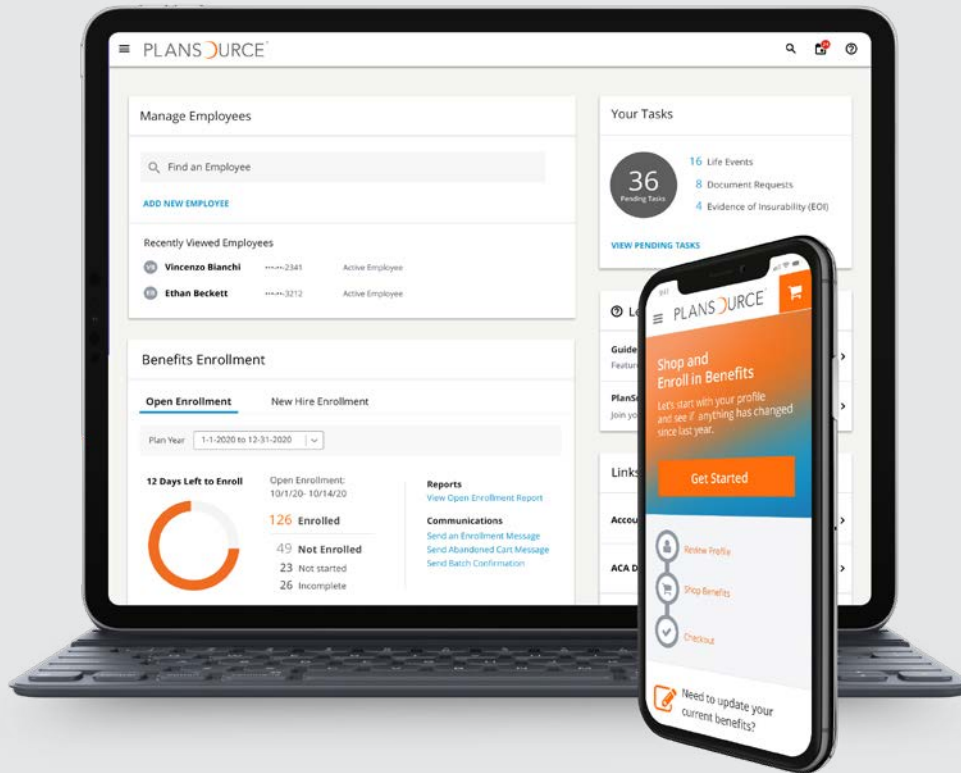 PLANSOURCE
Manage Employees
Find an Employee
ADD NEW EMPLOYEE
Recently Viewed Employees
VB Vincenzo Bianchi •••-••-2341 Active Employee
EB Ethan Beckett •••-••-3212 Active Employee
Benefits Enrollment
Open Enrollment New Hire Enrollment
Plan Year 1-1-2020 to 12-31-2020
12 Days Left to Enroll
Open Enrollment:
10/1/20- 10/14/20
126 Enrolled
49 Not Enrolled
23 Not started
26 Incomplete
Reports
View Open Enrollment Report
Communications
Send an Enrollment Message
Send Abandoned Cart Message
Send Batch Confirmation
Your Tasks
36
Pending Tasks
16 Life Events
8 Document Requests
4 Evidence of Insurability (EOI)
VIEW PENDING TASKS
Guide
Featur
PlanSo
Join yo
Links
Accou
ACA D
9:41
PLANSOURCE
Shop and
Enroll in Benefits
Let's start with your profile
and see if anything has changed
since last year.
Get Started
Review Profile
Shop Benefits
Checkout
Need to update your
current benefits?